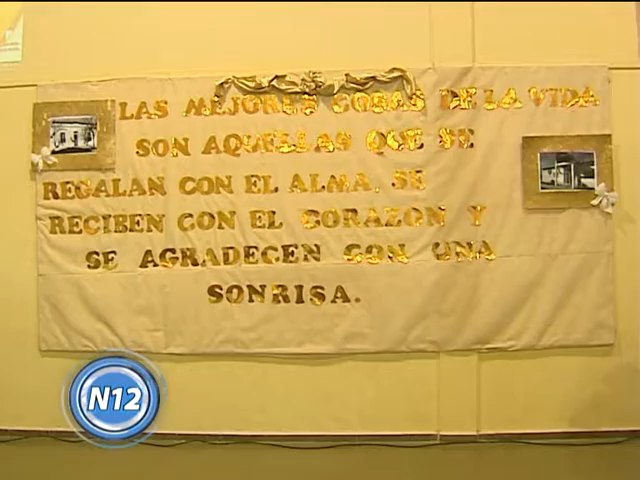 LAS MEJORES COSAS DE LA VIDA
SON AQUELLAS QUE SE
REGALAN CON EL ALMA, SE
RECIBEN CON EL CORAZON Y
SE AGRADECEN CON UNA
SONRISA.
N12